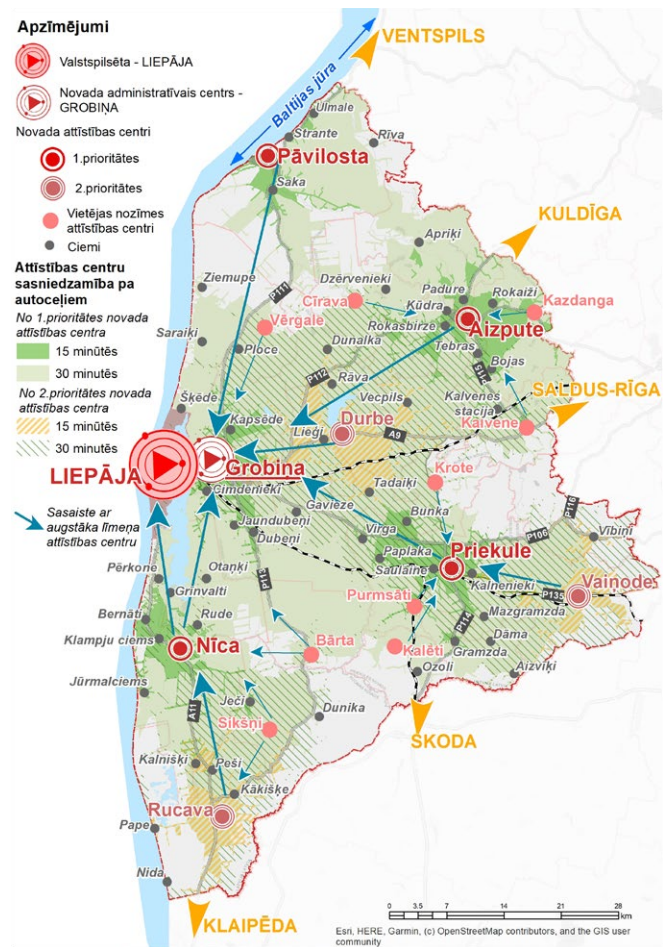 Apzīmējumi
Valstspilsēta - LIEPĀJA
Novada administratīvais centrs -
GROBIŅA
Novada attīstības centri
1.prioritātes
2.prioritātes
Vietējas nozīmes
attīstības centri
Ciemi
Attīstības centru
sasniedzamība pa
autoceļiem
No 1.prioritātes novada
attīstības centra
15 minūtēs
30 minūtēs
No 2.prioritātes novada
attīstības centra
15 minūtēs
30 minūtēs
Sasaiste ar
augstāka līmeņa
attīstības centru
VENTSPILS
Baltijas jūra
Ulmale
Strante
Rīva
Pāvilosta
Saka
KULDĪGA
Apriķi
Ziemupe
P111
Dzērvenieki
Padure
Rokaiži
Kazdanga
Cīrava
Kūdra
Vērgale
Rokasbirze
Aizpute
Saraiķi
Ploce
Dunalka
Tebras
Bojas
P112
Rāva
SALDUS-RĪGA
Šķēde
Vecpils
Kalvenes
stacija
Kapsēde
Durbe
Lieģi
A9
Kalvene
LIEPĀJA
Grobiņa
Krote
Cimdenieki
Tadaiķi
Gavieze
Bunka
P116
Jaundubeņi
Dubeņi
Virga
P106
Vībiņi
Paplaka
Priekule
Pērkone
Otaņķi
P113
Saulaine
Kalnenieki
Vaiņode
Grīnvalti
P135
Bernāti
Rude
Purmsāti
Mazgramzda
Klampju ciems
Nīca
Bārta
P114
Dāma
Kalēti
Gramzda
Ozoli
Aizvīķi
Jūrmalciems
Ječi
A11
Dunika
Sikšņi
SKODA
Kalnišķi
Peši
Ķāķišķe
Rucava
Pape
Nida
KLAIPĒDA
0 3.5 7 14 21 28
km
Esri, HERE, Garmin, (c) OpenStreetMap contributors, and the GIS user
community